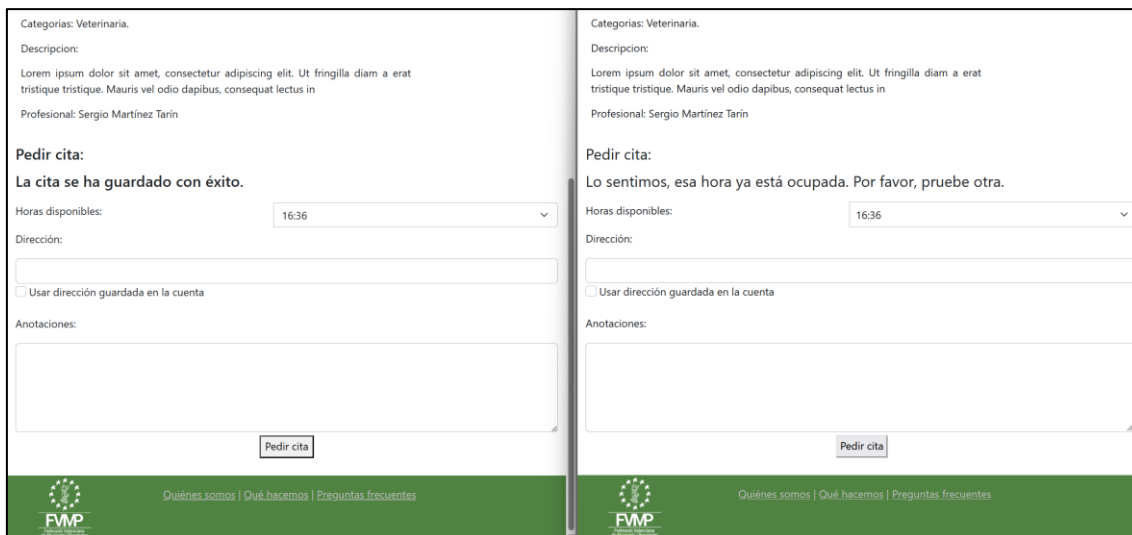 Categorias: Veterinaria.
Descripcion:
Lorem ipsum dolor sit amet, consectetur adipiscing elit. Ut fringilla diam a erat
tristique tristique. Mauris vel odio dapibus, consequat lectus in
Profesional: Sergio Martínez Tarín
Pedir cita:
La cita se ha guardado con éxito.
Horas disponibles:
16:36
Dirección:
Usar dirección guardada en la cuenta
Anotaciones:
Pedir cita
Quiénes somos | Qué hacemos | Preguntas frecuentes
FVMP
Categorias: Veterinaria.
Descripcion:
Lorem ipsum dolor sit amet, consectetur adipiscing elit. Ut fringilla diam a erat
tristique tristique. Mauris vel odio dapibus, consequat lectus in
Profesional: Sergio Martínez Tarín
Pedir cita:
Lo sentimos, esa hora ya está ocupada. Por favor, pruebe otra.
Horas disponibles:
16:36
Dirección:
Usar dirección guardada en la cuenta
Anotaciones:
Pedir cita
Quiénes somos | Qué hacemos | Preguntas frecuentes
FVMP